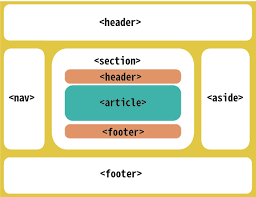 <header>
<nav>
<section>
<header>
<article>
<footer>
<aside>
<footer>